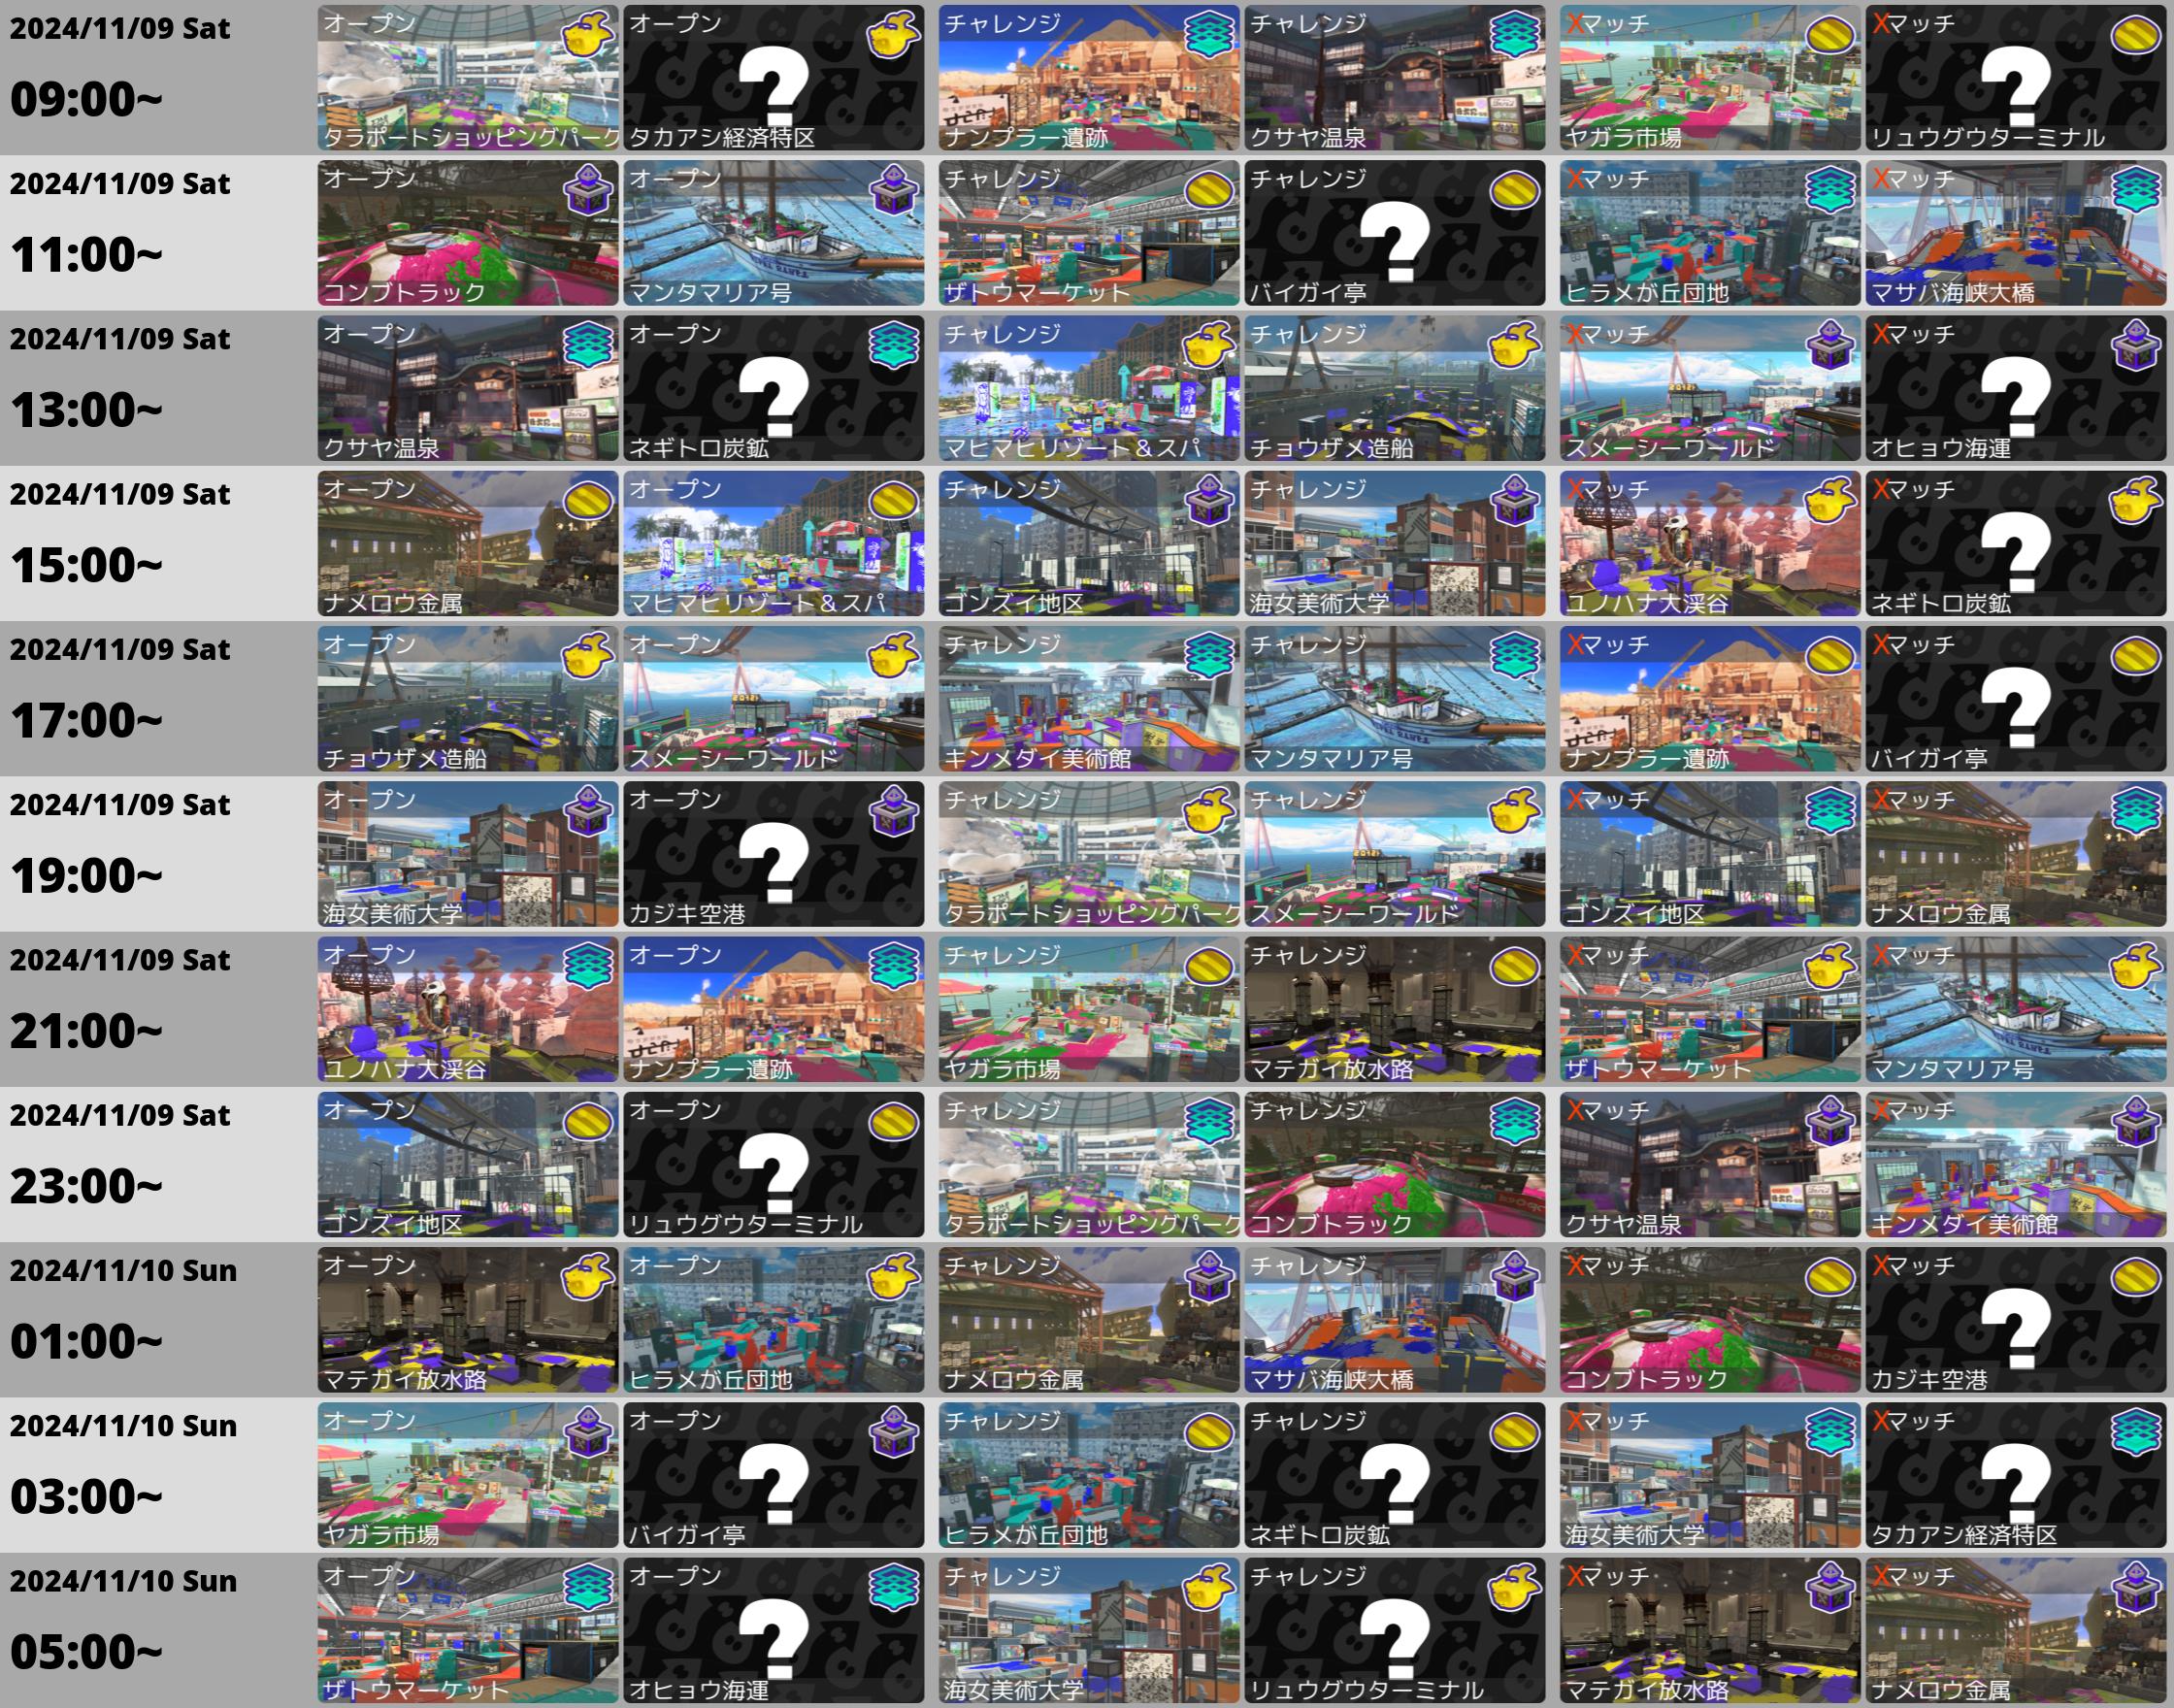 2024/11/09 Sat
09:00~
オープン
タラポートショッピングパーク
オープン
タカアシ経済特区
チャレンジ
ナンプラー遺跡
チャレンジ
クサヤ温泉
Xマッチ
ヤガラ市場
Xマッチ
?
リュウグウターミナル
2024/11/09 Sat
11:00~
オープン
コンブトラック
オープン
マンタマリア号
チャレンジ
ザトウマーケット
チャレンジ
?
バイガイ亭
Xマッチ
ヒラメが丘団地
Xマッチ
マサバ海峡大橋
2024/11/09 Sat
13:00~
オープン
クサヤ温泉
オープン
?
ネギトロ炭鉱
チャレンジ
マヒマヒリゾート&スパ
チャレンジ
チョウザメ造船
Xマッチ
スメーシーワールド
Xマッチ
?
オヒョウ海運
2024/11/09 Sat
15:00~
オープン
ナメロウ金属
オープン
マヒマヒリゾート&スパ
チャレンジ
ゴンズイ地区
チャレンジ
海女美術大学
Xマッチ
ユノハナ大渓谷
Xマッチ
?
ネギトロ炭鉱
2024/11/09 Sat
17:00~
オープン
チョウザメ造船
オープン
スメーシーワールド
チャレンジ
キンメダイ美術館
チャレンジ
マンタマリア号
Xマッチ
ナンプラー遺跡
Xマッチ
?
バイガイ亭
2024/11/09 Sat
19:00~
オープン
海女美術大学
オープン
?
カジキ空港
チャレンジ
タラポートショッピングパーク
チャレンジ
スメーシーワールド
Xマッチ
ゴンズイ地区
Xマッチ
ナメロウ金属
2024/11/09 Sat
21:00~
オープン
ユノハナ大渓谷
オープン
ナンプラー遺跡
チャレンジ
ヤガラ市場
チャレンジ
マテガイ放水路
Xマッチ
ザトウマーケット
Xマッチ
マンタマリア号
2024/11/09 Sat
23:00~
オープン
ゴンズイ地区
オープン
?
リュウグウターミナル
チャレンジ
タラポートショッピングパーク
チャレンジ
コンブトラック
Xマッチ
クサヤ温泉
Xマッチ
キンメダイ美術館
2024/11/10 Sun
01:00~
オープン
マテガイ放水路
オープン
ヒラメが丘団地
チャレンジ
ナメロウ金属
チャレンジ
マサバ海峡大橋
Xマッチ
コンブトラック
Xマッチ
?
カジキ空港
2024/11/10 Sun
03:00~
オープン
ヤガラ市場
オープン
?
バイガイ亭
チャレンジ
ヒラメが丘団地
チャレンジ
?
ネギトロ炭鉱
Xマッチ
海女美術大学
Xマッチ
?
タカアシ経済特区
2024/11/10 Sun
05:00~
オープン
ザトウマーケット
オープン
?
オヒョウ海運
チャレンジ
海女美術大学
チャレンジ
?
リュウグウターミナル
Xマッチ
マテガイ放水路
Xマッチ
ナメロウ金属